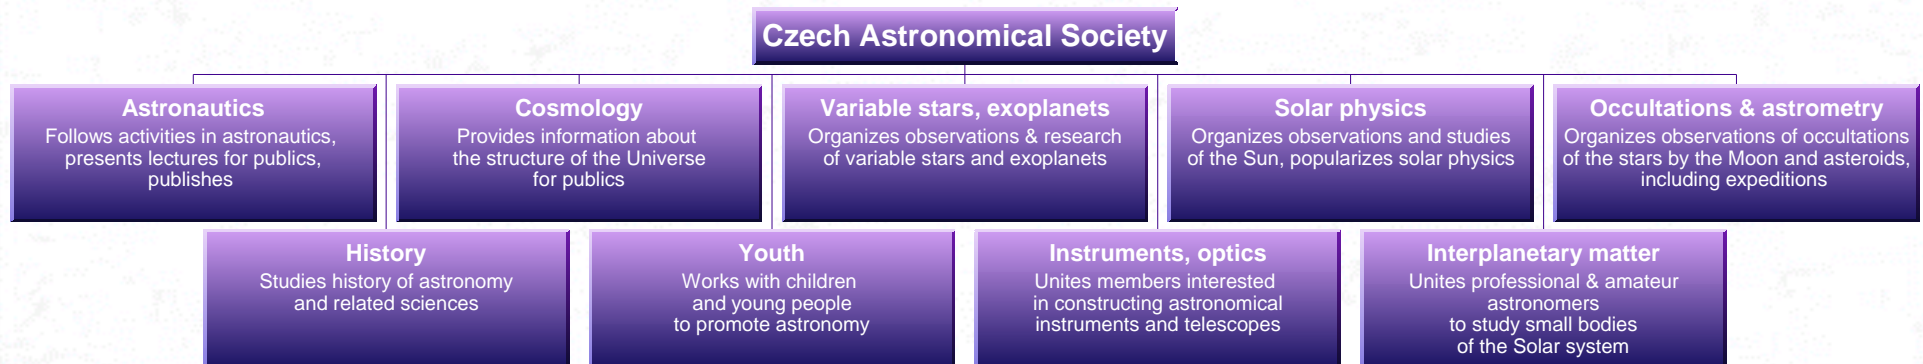 Czech Astronomical Society
Astronautics
Follows activities in astronautics,
presents lectures for publics,
publishes
Cosmology
Provides information about
the structure of the Universe
for publics
Variable stars, exoplanets
Organizes observations & research
of variable stars and exoplanets
Solar physics
Organizes observations and studies
of the Sun, popularizes solar physics
Occultations & astrometry
Organizes observations of occultations
of the stars by the Moon and asteroids,
including expeditions
History
Studies history of astronomy
and related sciences
Youth
Works with children
and young people
to promote astronomy
Instruments, optics
Unites members interested
in constructing astronomical
instruments and telescopes
Interplanetary matter
Unites professional & amateur
astronomers
to study small bodies
of the Solar system